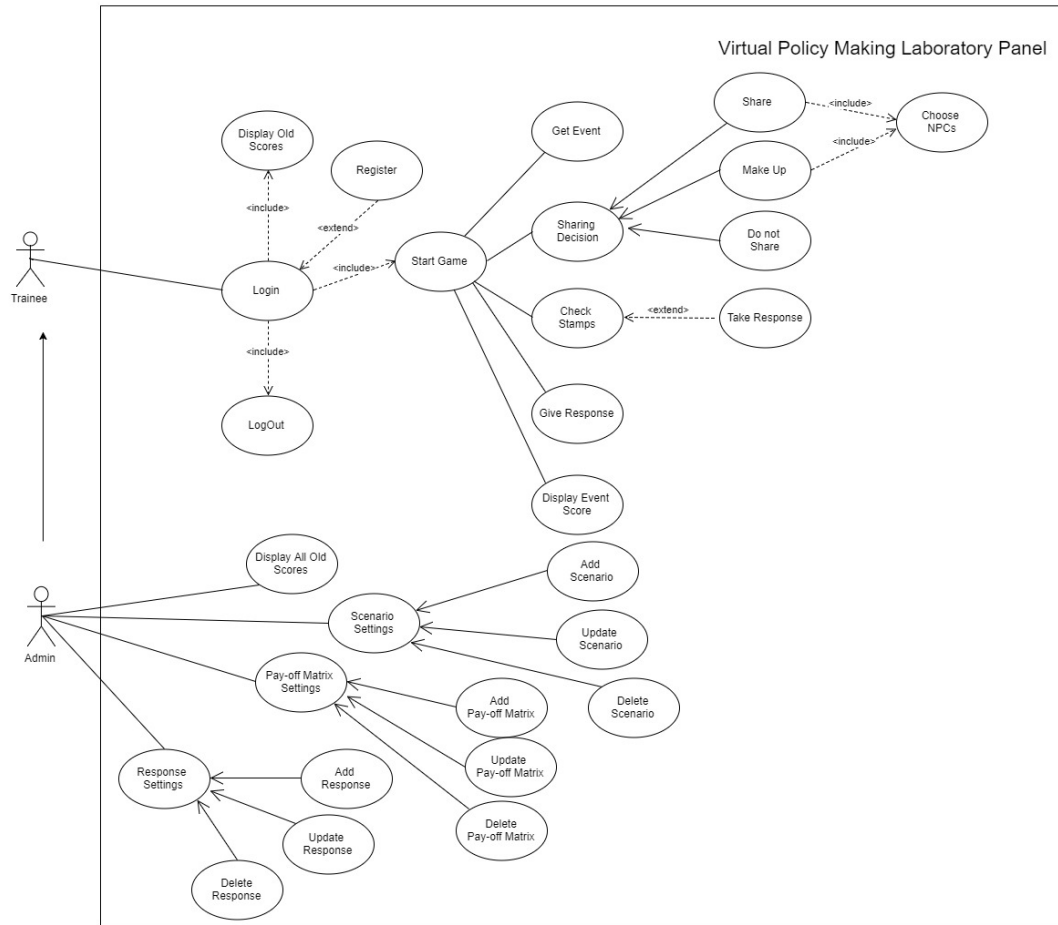 Virtual Policy Making Laboratory Panel
Share
<include>
Choose
NPCs
Get Event
Display Old
Scores
<include>
Register
Make Up
<include>
<extend>
Sharing
Decision
Do not
Share
Trainee
Login
<include>
Start Game
Check
Stamps
<extend>
Take Response
<include>
LogOut
Give Response
Display Event
Score
Display All Old
Scores
Add
Scenario
Admin
Scenario
Settings
Update
Scenario
Pay-off Matrix
Settings
Delete
Scenario
Add
Pay-off Matrix
Response
Settings
Add
Response
Update
Pay-off Matrix
Update
Response
Delete
Pay-off Matrix
Delete
Response